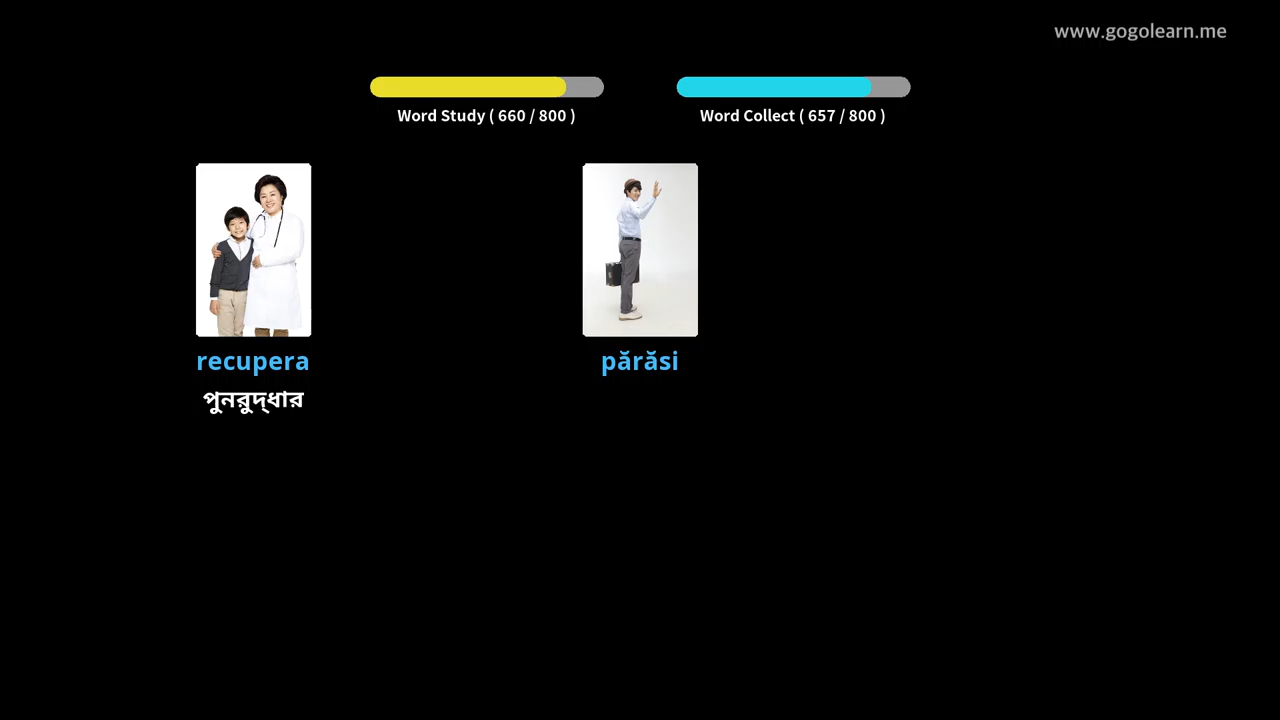 www.gogolearn.me
Word Study ( 660 / 800 )
Word Collect ( 657 / 800 )
recupera
părăsi
পুনরুদ্ধার